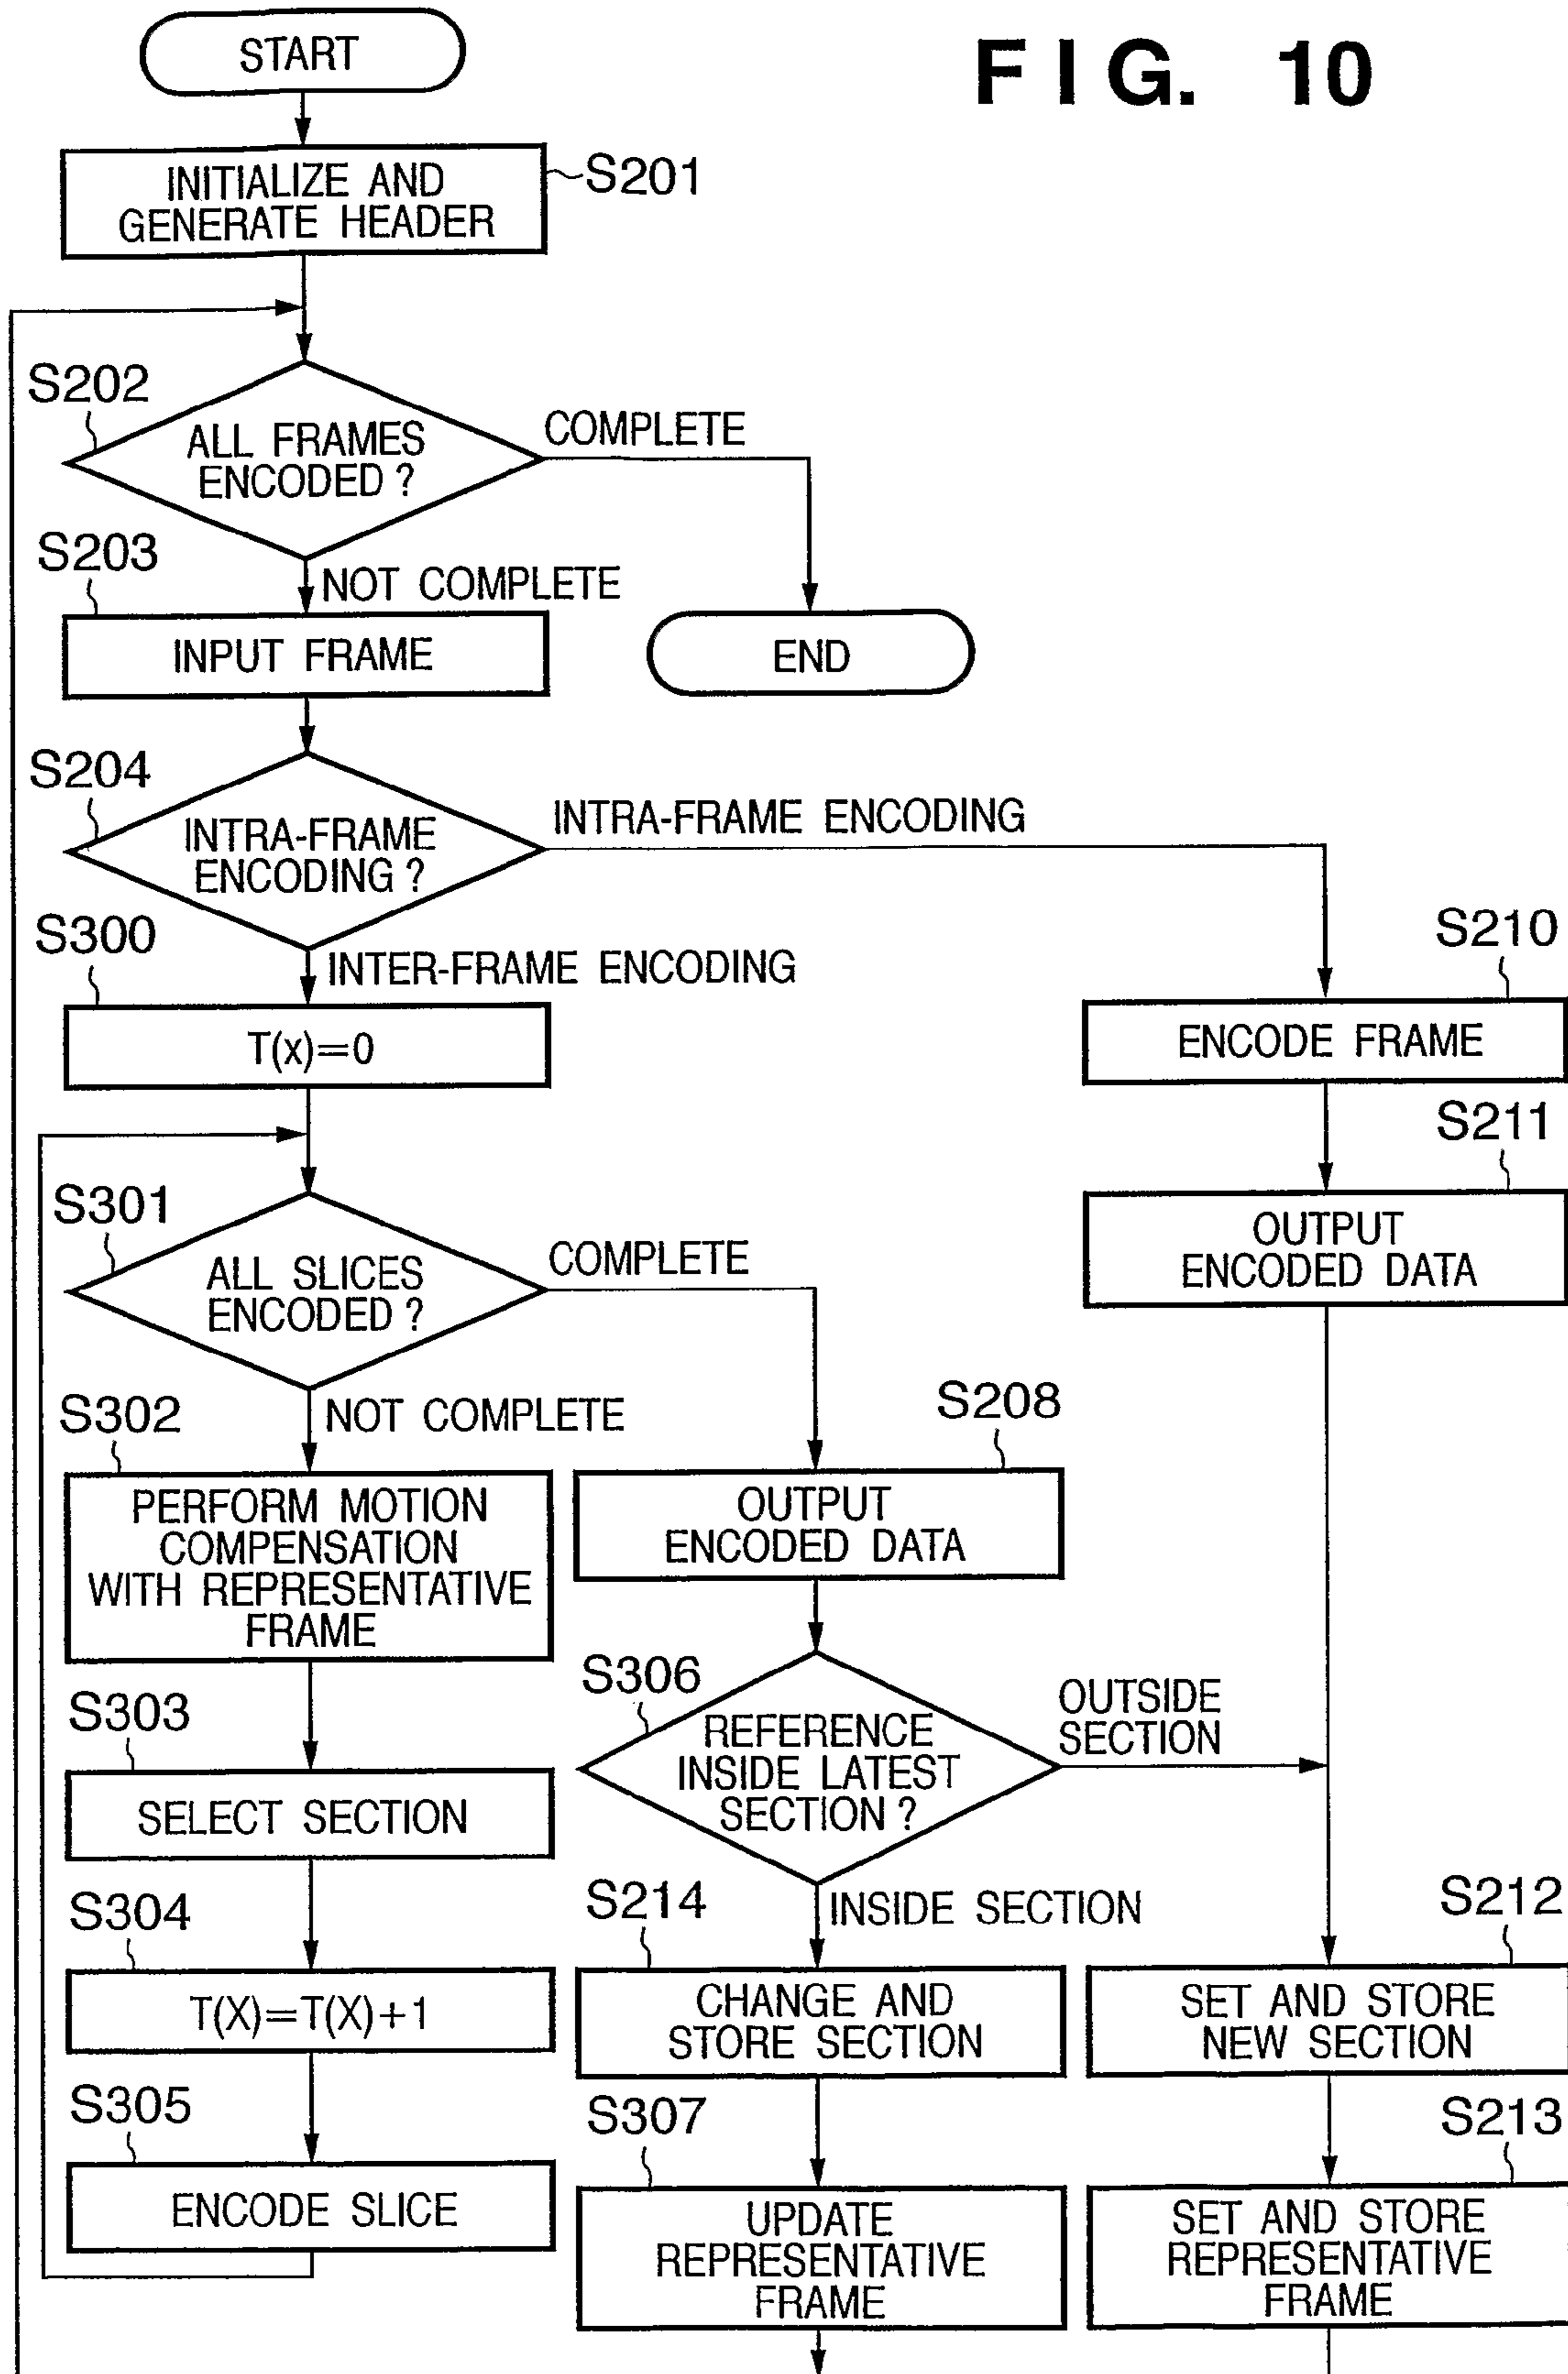 FIG. 10
START
S201
INITIALIZE AND
GENERATE HEADER
S202
ALL FRAMES
ENCODED ?
COMPLETE
NOT COMPLETE
S203
INPUT FRAME
END
S204
INTRA-FRAME
ENCODING ?
INTRA-FRAME ENCODING
INTER-FRAME ENCODING
S300
T(x)=0
S210
ENCODE FRAME
S211
OUTPUT
ENCODED DATA
S301
ALL SLICES
ENCODED ?
COMPLETE
NOT COMPLETE
S302
PERFORM MOTION
COMPENSATION
WITH REPRESENTATIVE
FRAME
S208
OUTPUT
ENCODED DATA
S303
SELECT SECTION
S306
REFERENCE
INSIDE LATEST
SECTION ?
OUTSIDE
SECTION
INSIDE SECTION
S304
T(X)=T(X)+1
S214
CHANGE AND
STORE SECTION
S212
SET AND STORE
NEW SECTION
S305
ENCODE SLICE
S307
UPDATE
REPRESENTATIVE
FRAME
S213
SET AND STORE
REPRESENTATIVE
FRAME